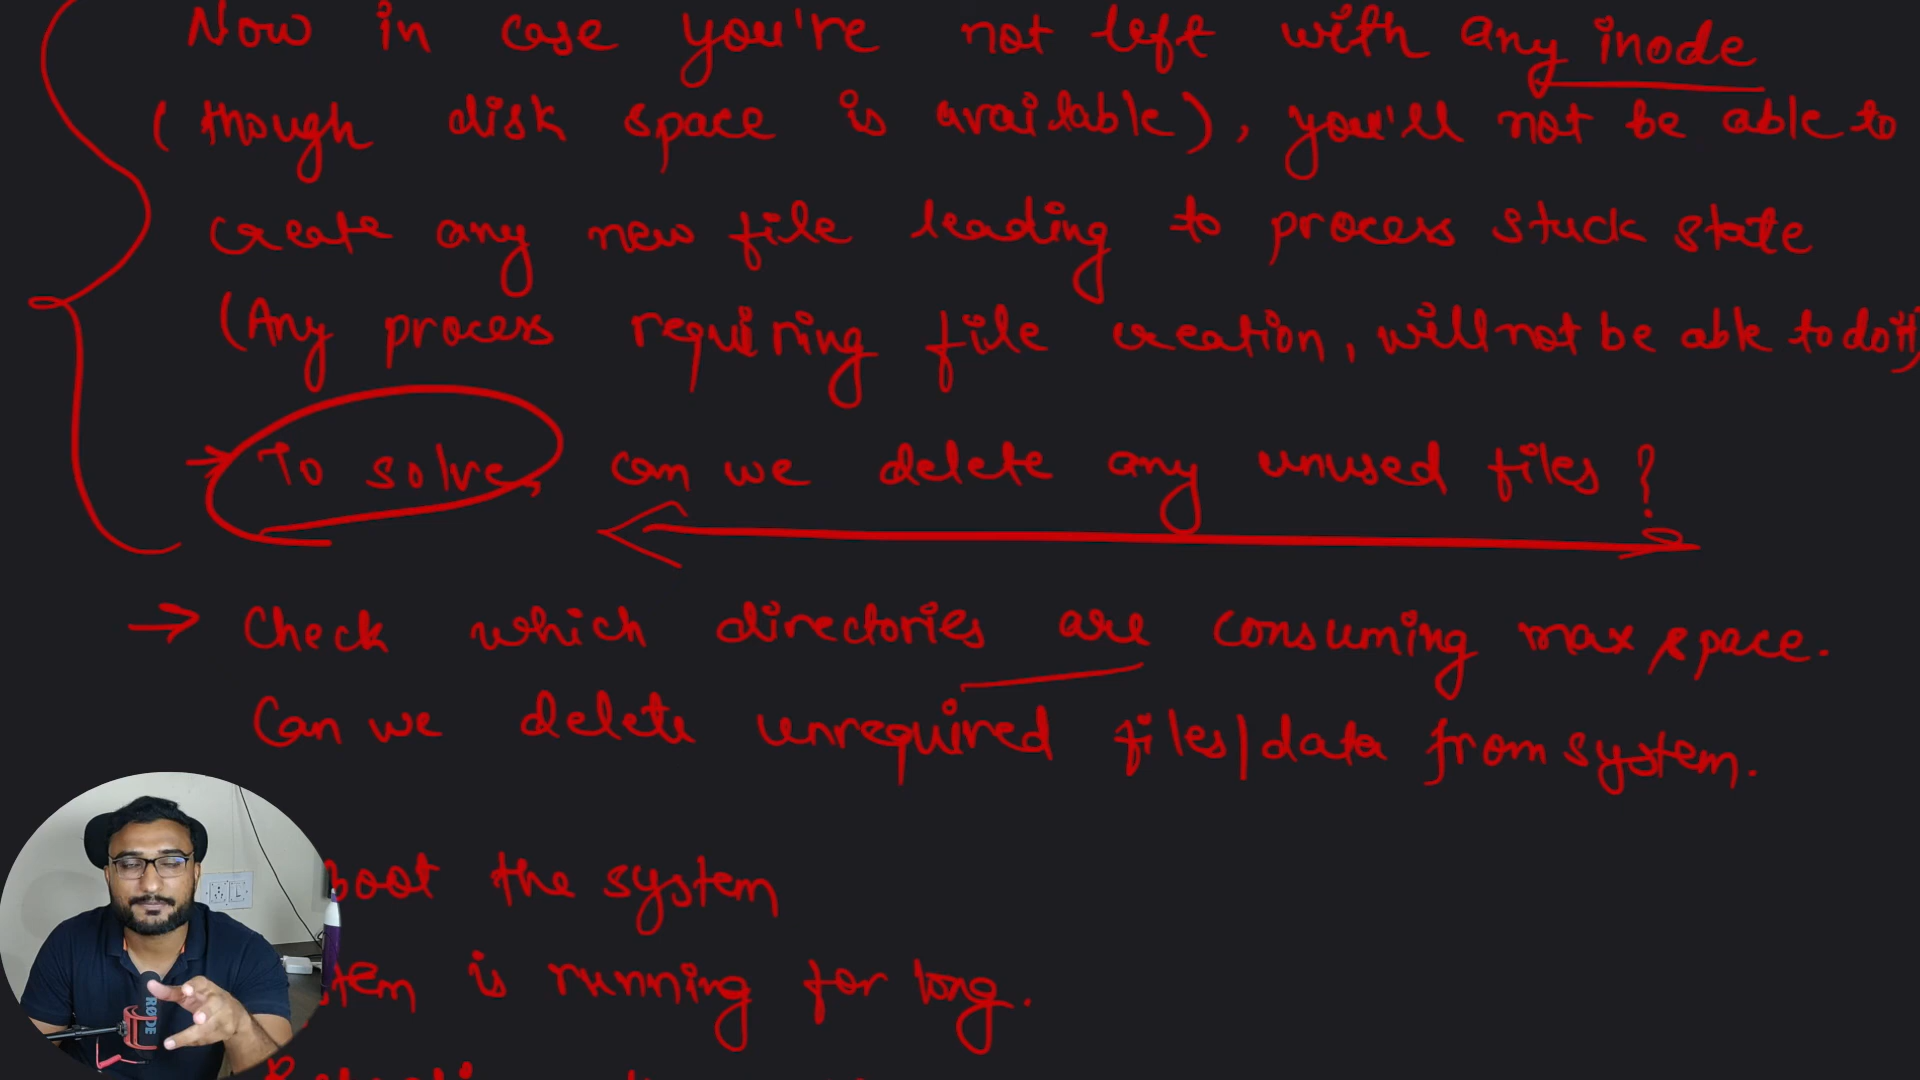 Now in case you're not left with any inode
(though disk space is available), you'll not be able to
create any new file leading to process stuck state
(Any process requiring file creation, will not be able to do it)
→ To solve, can we delete any unused files?
→ Check which directories are consuming max space.
Can we delete unrequired files/data from system.
boot the system
tem is running for long.
RØDE